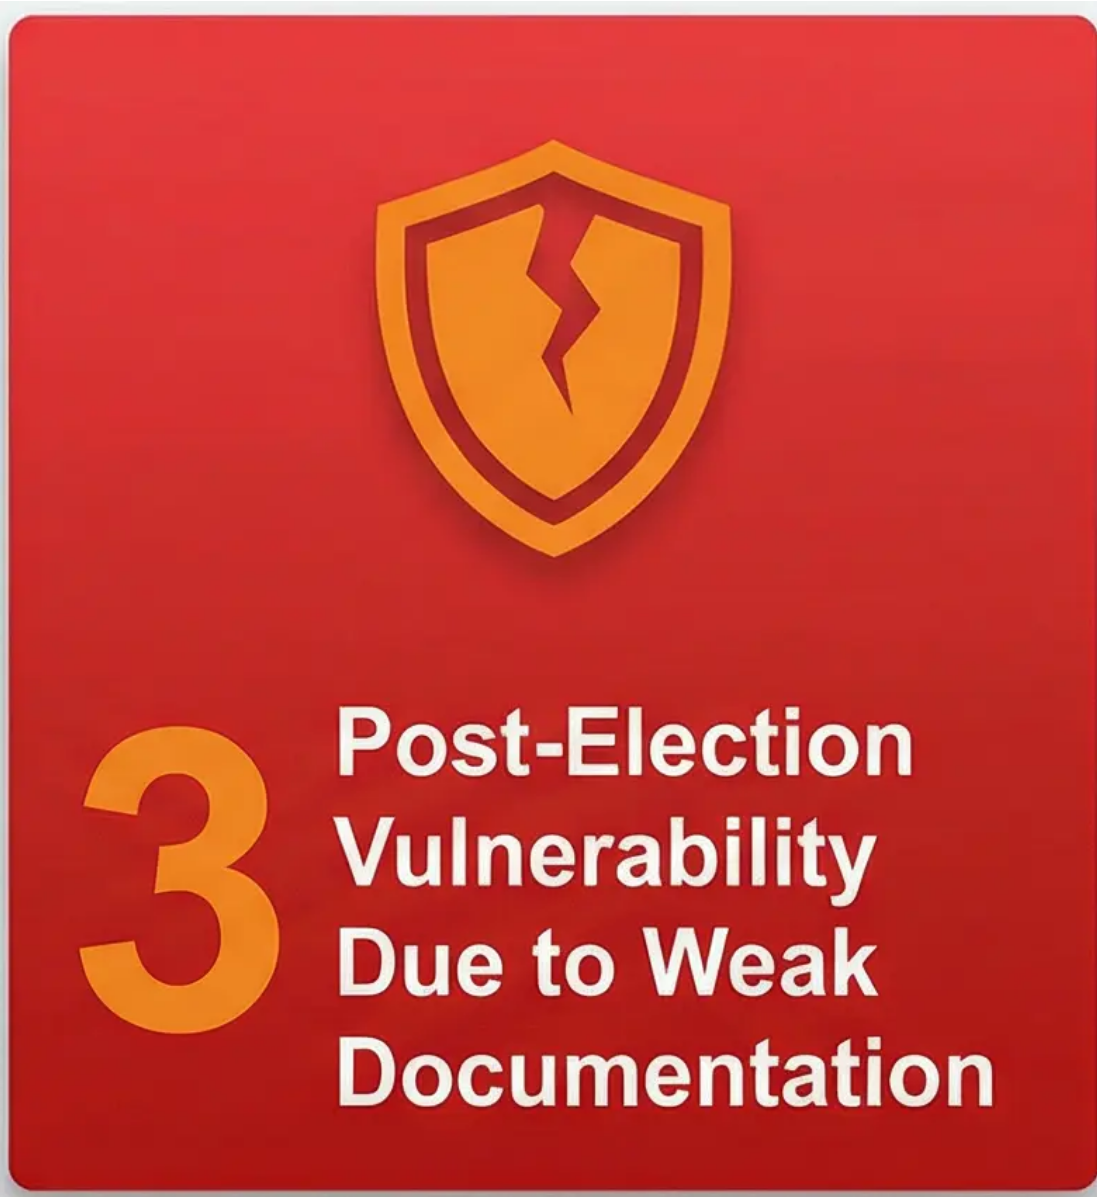 3
Post-Election
Vulnerability
Due to Weak
Documentation